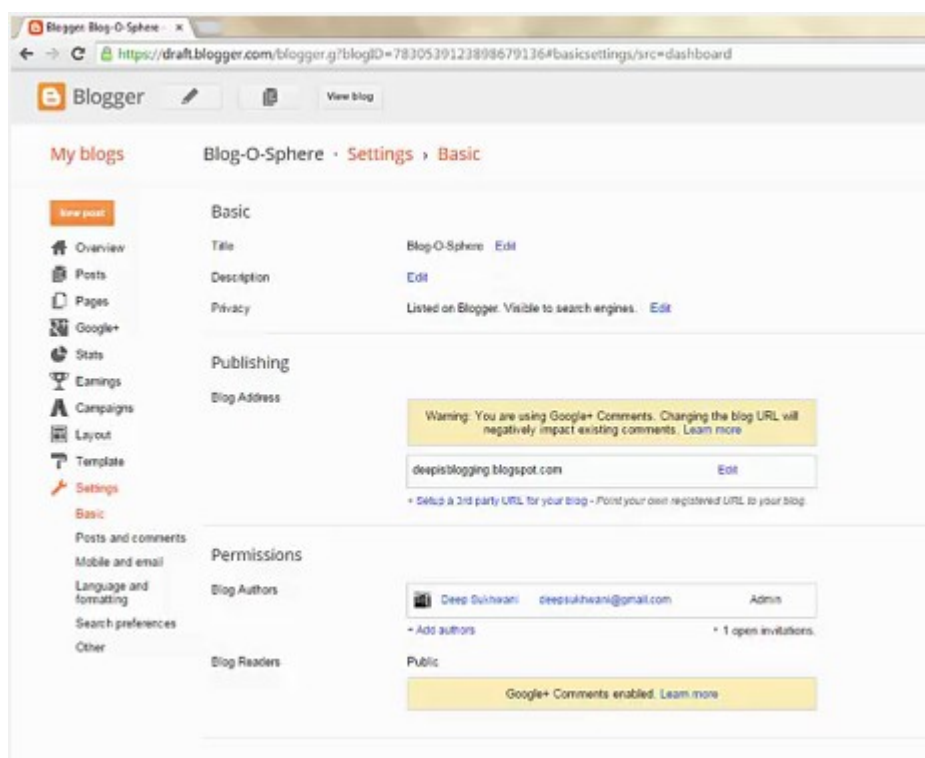 Blogger: Blog-O-Sphere - ×
https://draft.blogger.com/blogger.g?blogID=7830539123898679136#basicsettings/src=dashboard
Blogger View blog
My blogs Blog-O-Sphere · Settings › Basic
New post
Overview
Posts
Pages
Google+
Stats
Earnings
Campaigns
Layout
Template
Settings
Basic
Posts and comments
Mobile and email
Language and
formatting
Search preferences
Other
Basic
Title Blog-O-Sphere Edit
Description Edit
Privacy Listed on Blogger. Visible to search engines. Edit
Publishing
Blog Address
Warning: You are using Google+ Comments. Changing the blog URL will
negatively impact existing comments. Learn more
deepisblogging.blogspot.com Edit
+ Setup a 3rd party URL for your blog - Point your own registered URL to your blog.
Permissions
Blog Authors
Deep Sukhwani deepsukhwani@gmail.com Admin
+ Add authors * 1 open invitations.
Blog Readers Public
Google+ Comments enabled. Learn more